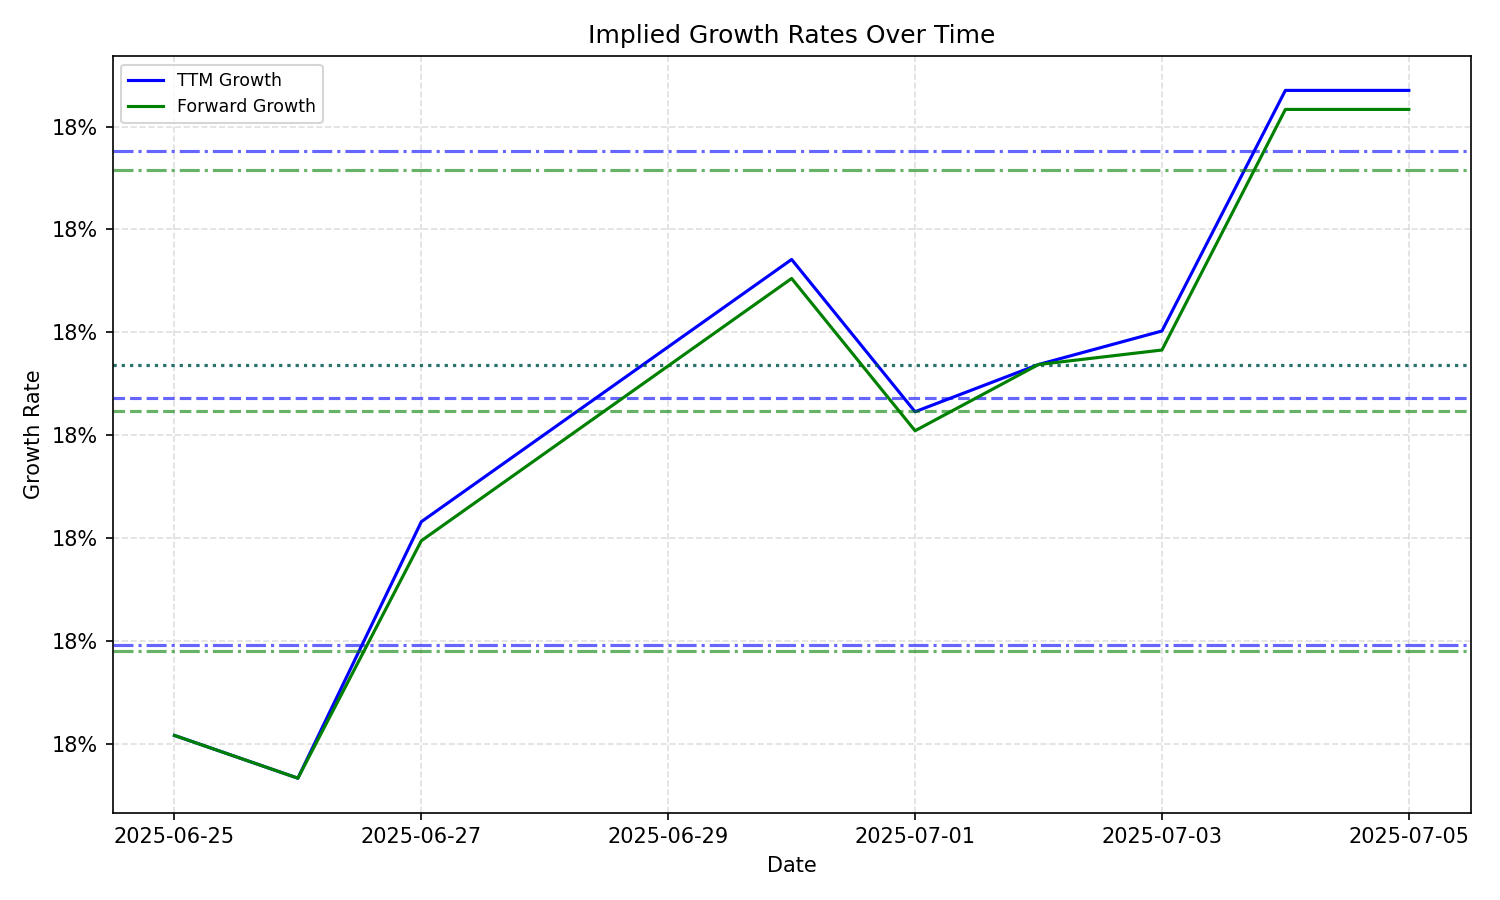 Implied Growth Rates Over Time
TTM Growth
Forward Growth
18%
18%
18%
18%
18%
18%
18%
Growth Rate
2025-06-25
2025-06-27
2025-06-29
2025-07-01
2025-07-03
2025-07-05
Date